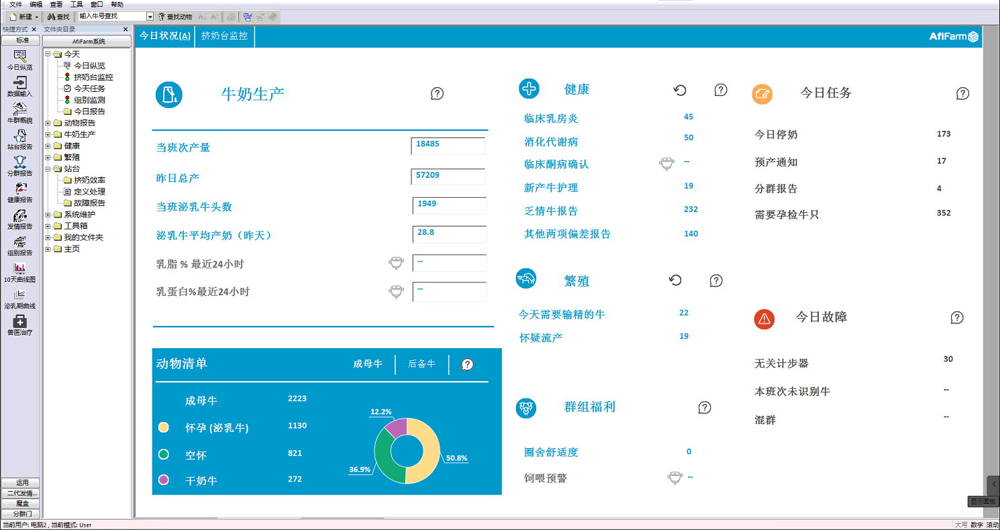 文件 编辑 查看 工具 窗口 帮助
新建 查找 输入牛号查找 查找动物
快捷方式 × 文件夹目录 ×
标准
今日纵览
数据输入
牛群概貌
站台报告
分群报告
健康报告
发情报告
组别报告
10天曲线图
泌乳期曲线
兽医治疗
运用
二代发情...
魔盒
分群门
AfiFarm系统
今天
今日纵览
挤奶台监控
今天任务
组别监测
今日报告
动物报告
牛奶生产
健康
繁殖
站台
挤奶效率
定义处理
故障报告
系统维护
工具箱
我的文件夹
主页
今日状况(A) 挤奶台监控 AfiFarm
牛奶生产
当班次产量 18485
昨日总产 57209
当班泌乳牛头数 1949
泌乳牛平均产奶（昨天） 28.8
乳脂 % 最近24小时 --
乳蛋白%最近24小时 --
动物清单 成母牛 后备牛
成母牛 2223
怀孕 (泌乳牛) 1130
空怀 821
干奶牛 272
12.2%
50.8%
36.9%
健康
临床乳房炎 45
消化代谢病 50
临床酮病确认 --
新产牛护理 19
乏情牛报告 232
其他两项偏差报告 140
繁殖
今天需要输精的牛 22
怀疑流产 19
群组福利
圈舍舒适度 0
饲喂预警 --
今日任务
今日停奶 173
预产通知 17
分群报告 4
需要孕检牛只 352
今日故障
无关计步器 30
本班次未识别牛 --
混群 --
显示面板
当前用户: 电脑2 , 当前模式: User 大写 数字 滚动